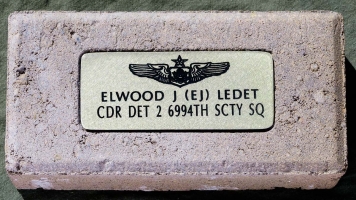 ELWOOD J (EJ) LEDET
CDR DET 2 6994TH SCTY SQ